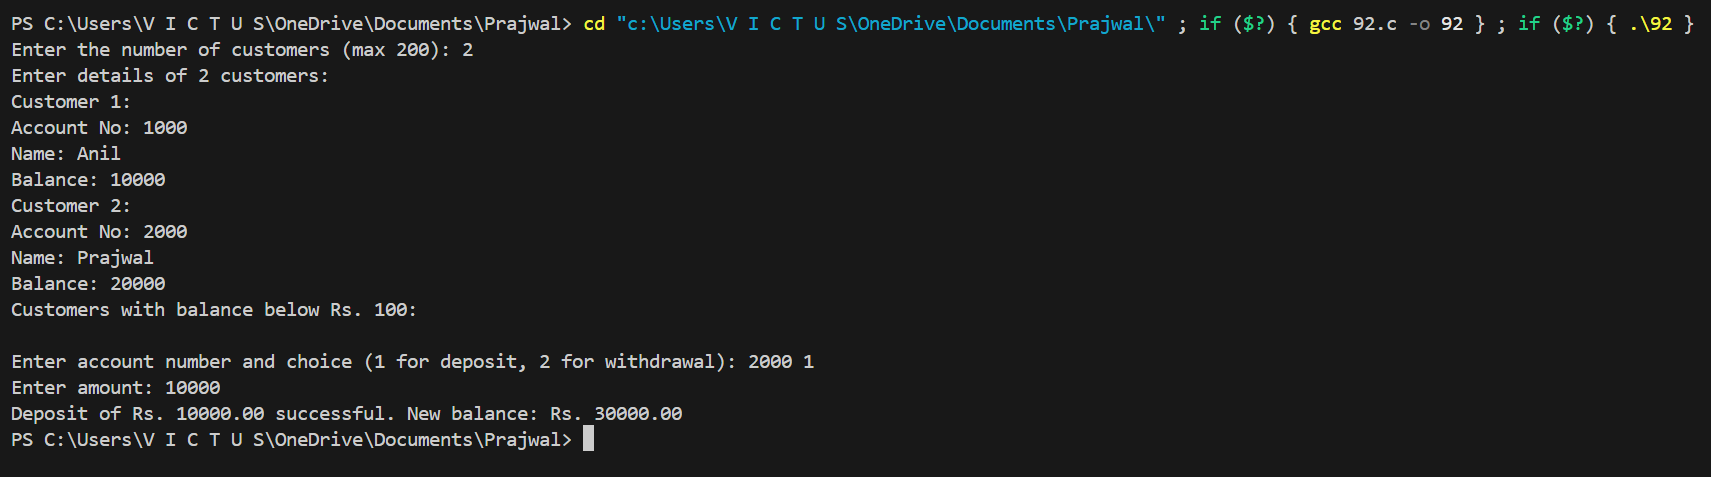 PS C:\Users\V I C T U S\OneDrive\Documents\Prajwal> cd "c:\Users\V I C T U S\OneDrive\Documents\Prajwal\" ; if ($?) { gcc 92.c -o 92 } ; if ($?) { .\92 }
Enter the number of customers (max 200): 2
Enter details of 2 customers:
Customer 1:
Account No: 1000
Name: Anil
Balance: 10000
Customer 2:
Account No: 2000
Name: Prajwal
Balance: 20000
Customers with balance below Rs. 100:
Enter account number and choice (1 for deposit, 2 for withdrawal): 2000 1
Enter amount: 10000
Deposit of Rs. 10000.00 successful. New balance: Rs. 30000.00
PS C:\Users\V I C T U S\OneDrive\Documents\Prajwal>